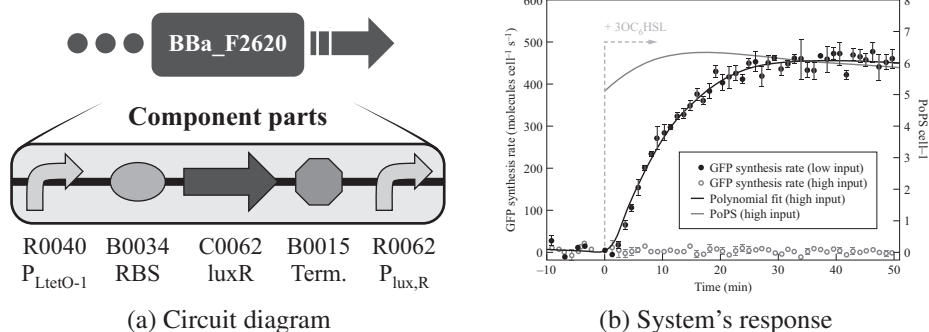 BBa_F2620
Component parts
R0040 B0034 C0062 B0015 R0062
P_LtetO-1 RBS luxR Term. P_lux,R
(a) Circuit diagram
+ 3OC₆HSL
GFP synthesis rate (molecules cell⁻¹ s⁻¹)
600
500
400
300
200
100
0
8
7
6
5
4
3
2
1
0
PoPS cell–1
GFP synthesis rate (low input)
GFP synthesis rate (high input)
Polynomial fit (high input)
PoPS (high input)
–10 0 10 20 30 40 50
Time (min)
(b) System's response